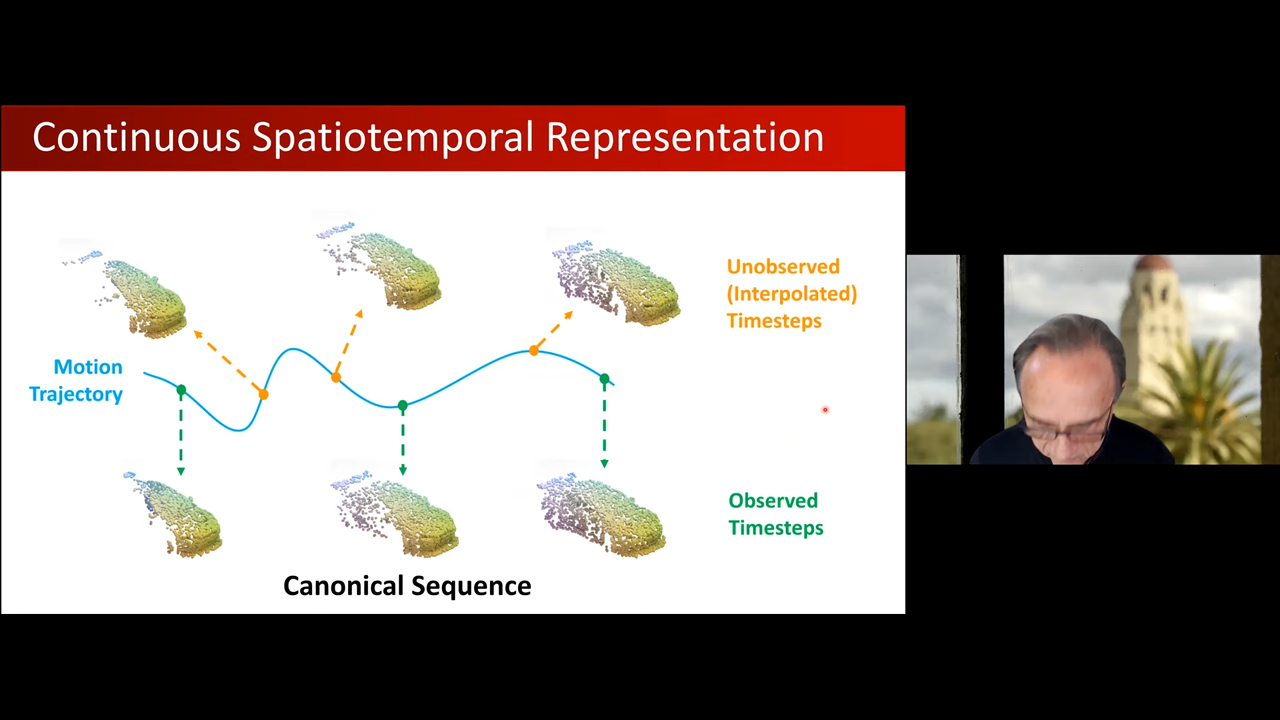 Continuous Spatiotemporal Representation
Unobserved
(Interpolated)
Timesteps
Motion
Trajectory
Observed
Timesteps
Canonical Sequence